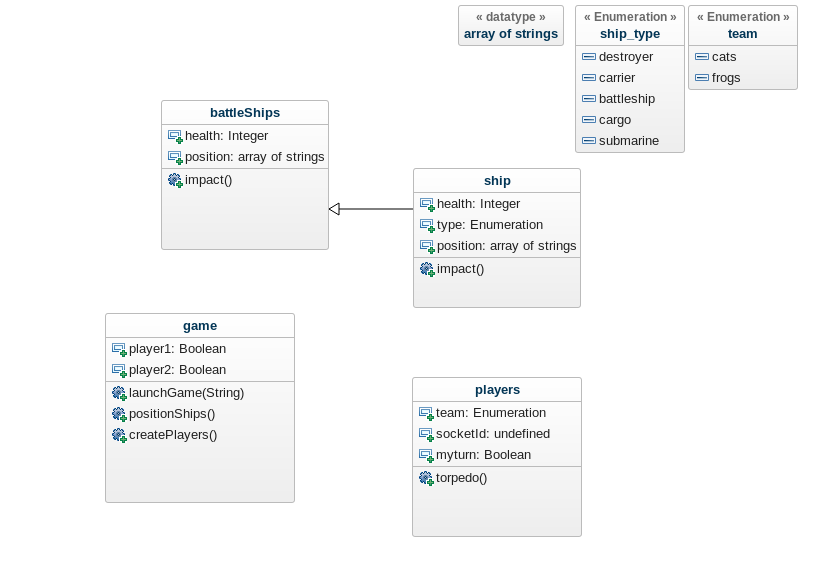 « datatype »
array of strings
« Enumeration »
ship_type
destroyer
carrier
battleship
cargo
submarine
« Enumeration »
team
cats
frogs
battleShips
health: Integer
position: array of strings
impact()
ship
health: Integer
type: Enumeration
position: array of strings
impact()
game
player1: Boolean
player2: Boolean
launchGame(String)
positionShips()
createPlayers()
players
team: Enumeration
socketId: undefined
myturn: Boolean
torpedo()